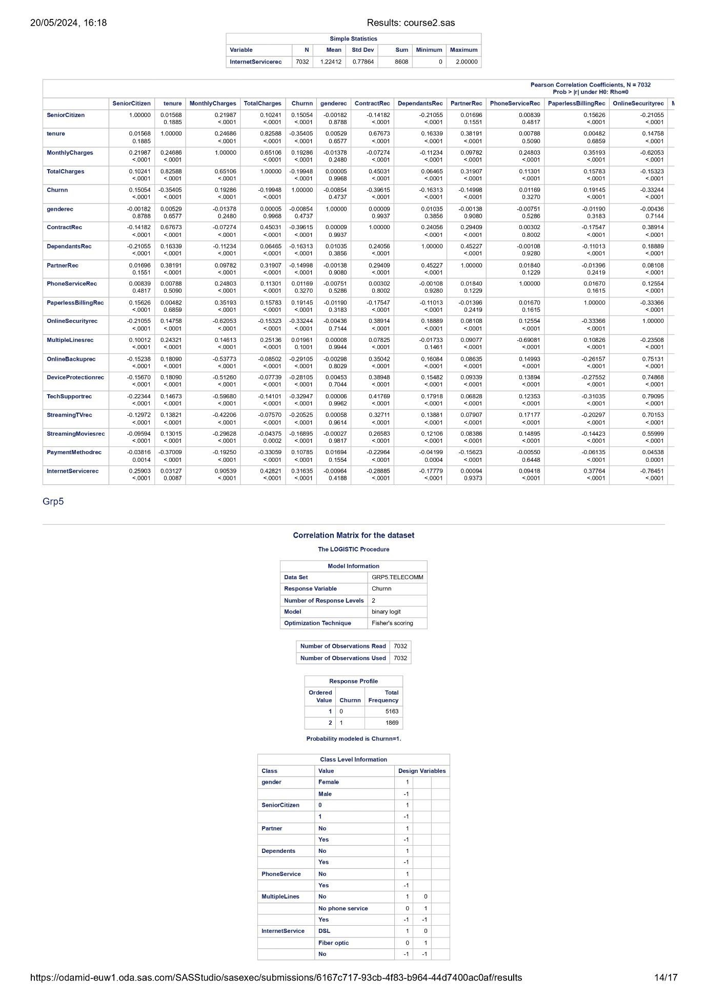 20/05/2024, 16:18 Results: course2.sas
Simple Statistics
Variable N Mean Std Dev Sum Minimum Maximum
InternetServicerec 7032 1.22412 0.77864 8608 0 2.00000
Pearson Correlation Coefficients, N = 7032
Prob > |r| under H0: Rho=0
SeniorCitizen tenure MonthlyCharges TotalCharges Churnn genderec ContractRec DependantsRec PartnerRec PhoneServiceRec PaperlessBillingRec OnlineSecurityrec
SeniorCitizen 1.00000 0.01568 0.21987 0.10241 0.15054 -0.00182 -0.14182 -0.21055 0.01696 0.00839 0.15626 -0.21055
0.1885 <.0001 <.0001 <.0001 0.8788 <.0001 <.0001 0.1551 0.4817 <.0001 <.0001
tenure 0.01568 1.00000 0.24686 0.82588 -0.35405 0.00529 0.67673 0.16339 0.38191 0.00788 0.00482 0.14758
0.1885 <.0001 <.0001 <.0001 0.6577 <.0001 <.0001 <.0001 0.5090 0.6859 <.0001
MonthlyCharges 0.21987 0.24686 1.00000 0.65106 0.19286 -0.01378 -0.07274 -0.11234 0.09782 0.24803 0.35193 -0.62053
<.0001 <.0001 <.0001 <.0001 0.2480 <.0001 <.0001 <.0001 <.0001 <.0001 <.0001
TotalCharges 0.10241 0.82588 0.65106 1.00000 -0.19948 0.00005 0.45031 0.06465 0.31907 0.11301 0.15783 -0.15323
<.0001 <.0001 <.0001 <.0001 0.9968 <.0001 <.0001 <.0001 <.0001 <.0001 <.0001
Churnn 0.15054 -0.35405 0.19286 -0.19948 1.00000 -0.00854 -0.39615 -0.16313 -0.14998 0.01169 0.19145 -0.33244
<.0001 <.0001 <.0001 <.0001 0.4737 <.0001 <.0001 <.0001 0.3270 <.0001 <.0001
genderec -0.00182 0.00529 -0.01378 0.00005 -0.00854 1.00000 0.00009 0.01035 -0.00138 -0.00751 -0.01190 -0.00436
0.8788 0.6577 0.2480 0.9968 0.4737 0.9937 0.3856 0.9080 0.5286 0.3183 0.7144
ContractRec -0.14182 0.67673 -0.07274 0.45031 -0.39615 0.00009 1.00000 0.24056 0.29409 0.00302 -0.17547 0.38914
<.0001 <.0001 <.0001 <.0001 <.0001 0.9937 <.0001 <.0001 0.8002 <.0001 <.0001
DependantsRec -0.21055 0.16339 -0.11234 0.06465 -0.16313 0.01035 0.24056 1.00000 0.45227 -0.00108 -0.11013 0.18889
<.0001 <.0001 <.0001 <.0001 <.0001 0.3856 <.0001 <.0001 0.9280 <.0001 <.0001
PartnerRec 0.01696 0.38191 0.09782 0.31907 -0.14998 -0.00138 0.29409 0.45227 1.00000 0.01840 -0.01396 0.08108
0.1551 <.0001 <.0001 <.0001 <.0001 0.9080 <.0001 <.0001 0.1229 0.2419 <.0001
PhoneServiceRec 0.00839 0.00788 0.24803 0.11301 0.01169 -0.00751 0.00302 -0.00108 0.01840 1.00000 0.01670 0.12554
0.4817 0.5090 <.0001 <.0001 0.3270 0.5286 0.8002 0.9280 0.1229 0.1615 <.0001
PaperlessBillingRec 0.15626 0.00482 0.35193 0.15783 0.19145 -0.01190 -0.17547 -0.11013 -0.01396 0.01670 1.00000 -0.33366
<.0001 0.6859 <.0001 <.0001 <.0001 0.3183 <.0001 <.0001 0.2419 0.1615 <.0001
OnlineSecurityrec -0.21055 0.14758 -0.62053 -0.15323 -0.33244 -0.00436 0.38914 0.18889 0.08108 0.12554 -0.33366 1.00000
<.0001 <.0001 <.0001 <.0001 <.0001 0.7144 <.0001 <.0001 <.0001 <.0001 <.0001
MultipleLinesrec 0.10012 0.24321 0.14613 0.25136 0.01961 0.00008 0.07825 -0.01733 0.09077 -0.69081 0.10826 -0.23508
<.0001 <.0001 <.0001 <.0001 0.1001 0.9944 <.0001 0.1461 <.0001 <.0001 <.0001 <.0001
OnlineBackuprec -0.15238 0.18090 -0.53773 -0.08502 -0.29105 -0.00298 0.35042 0.16084 0.08635 0.14993 -0.26157 0.75131
<.0001 <.0001 <.0001 <.0001 <.0001 0.8029 <.0001 <.0001 <.0001 <.0001 <.0001 <.0001
DeviceProtectionrec -0.15670 0.18090 -0.51260 -0.07739 -0.28105 0.00453 0.38948 0.15482 0.09339 0.13894 -0.27552 0.74868
<.0001 <.0001 <.0001 <.0001 <.0001 0.7044 <.0001 <.0001 <.0001 <.0001 <.0001 <.0001
TechSupportrec -0.22344 0.14673 -0.59680 -0.14101 -0.32947 0.00006 0.41769 0.17918 0.06828 0.12353 -0.31035 0.79095
<.0001 <.0001 <.0001 <.0001 <.0001 0.9962 <.0001 <.0001 <.0001 <.0001 <.0001 <.0001
StreamingTVrec -0.12972 0.13821 -0.42206 -0.07570 -0.20525 0.00058 0.32711 0.13881 0.07907 0.17177 -0.20297 0.70153
<.0001 <.0001 <.0001 <.0001 <.0001 0.9614 <.0001 <.0001 <.0001 <.0001 <.0001 <.0001
StreamingMoviesrec -0.09594 0.13015 -0.29628 -0.04375 -0.16895 -0.00027 0.26583 0.12106 0.08386 0.14895 -0.14423 0.55999
<.0001 <.0001 <.0001 0.0002 <.0001 0.9817 <.0001 <.0001 <.0001 <.0001 <.0001 <.0001
PaymentMethodrec -0.03816 -0.37009 -0.19250 -0.33059 0.10785 0.01694 -0.22964 -0.04199 -0.15623 -0.00550 -0.06135 0.04538
0.0014 <.0001 <.0001 <.0001 <.0001 0.1554 <.0001 0.0004 <.0001 0.6448 <.0001 0.0001
InternetServicerec 0.25903 0.03127 0.90539 0.42821 0.31635 -0.00964 -0.28885 -0.17779 0.00094 0.09418 0.37764 -0.76451
<.0001 0.0087 <.0001 <.0001 <.0001 0.4188 <.0001 <.0001 0.9373 <.0001 <.0001 <.0001
Grp5
Correlation Matrix for the dataset
The LOGISTIC Procedure
Model Information
Data Set GRP5.TELECOMM
Response Variable Churnn
Number of Response Levels 2
Model binary logit
Optimization Technique Fisher's scoring
Number of Observations Read 7032
Number of Observations Used 7032
Response Profile
Ordered Total
Value Churnn Frequency
1 0 5163
2 1 1869
Probability modeled is Churnn=1.
Class Level Information
Class Value Design Variables
gender Female 1
Male -1
SeniorCitizen 0 1
1 -1
Partner No 1
Yes -1
Dependents No 1
Yes -1
PhoneService No 1
Yes -1
MultipleLines No 1 0
No phone service 0 1
Yes -1 -1
InternetService DSL 1 0
Fiber optic 0 1
No -1 -1
https://odamid-euw1.oda.sas.com/SASStudio/sasexec/submissions/6167c717-93cb-4f83-b964-44d7400ac0af/results 14/17